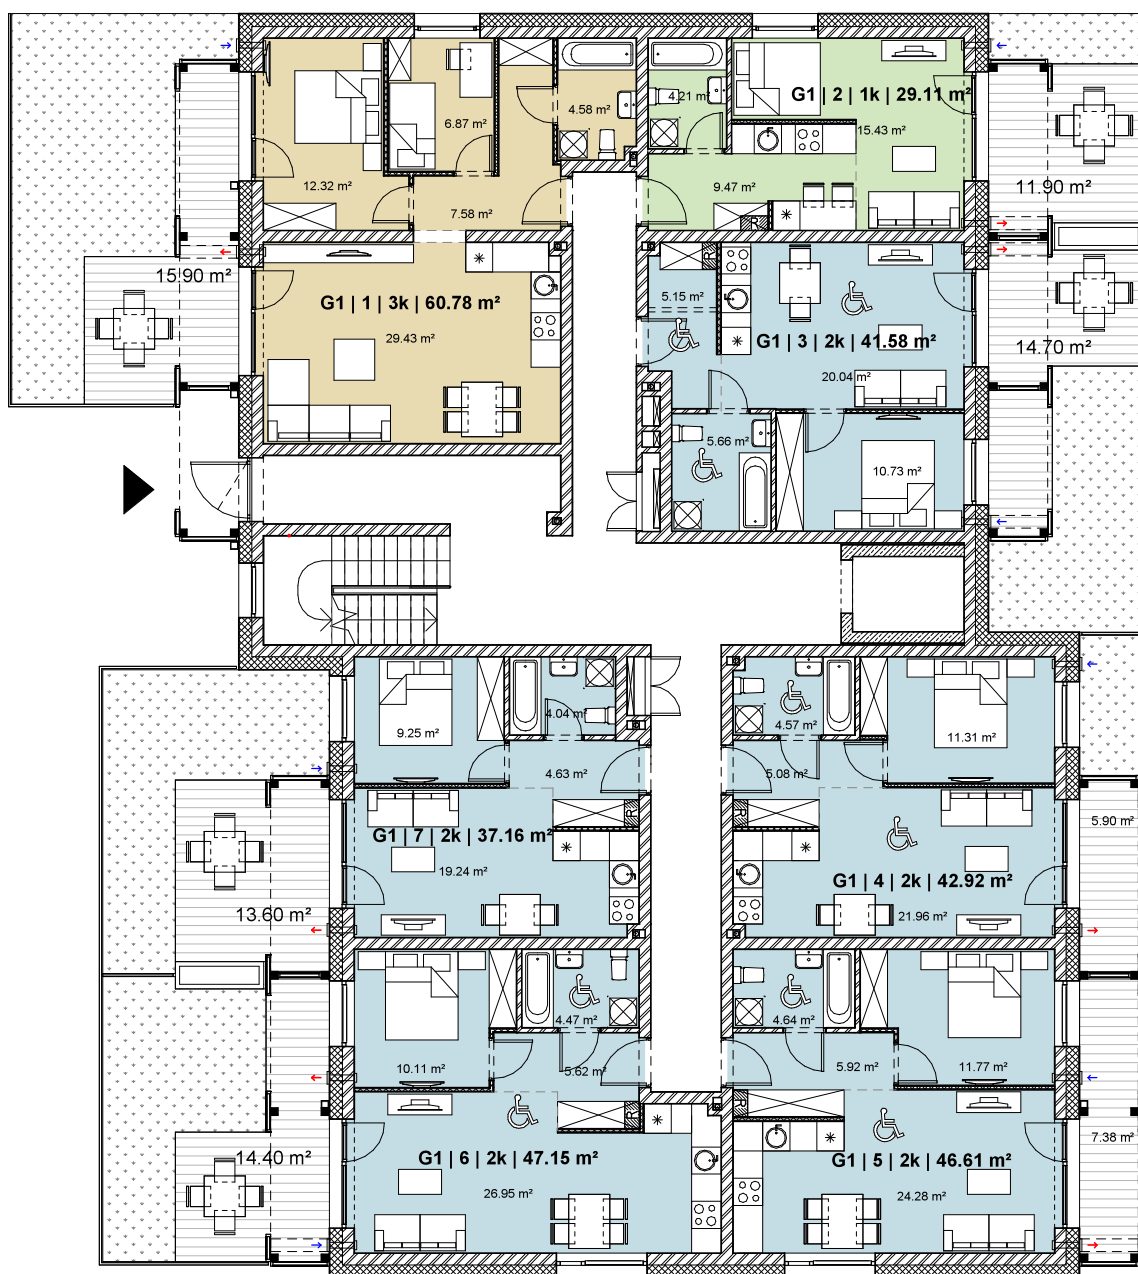 12.32 m²
6.87 m²
4.58 m²
7.58 m²
15.90 m²
G1 | 1 | 3k | 60.78 m²
29.43 m²
4.21 m²
G1 | 2 | 1k | 29.11 m²
15.43 m²
9.47 m²
R
11.90 m²
R
5.15 m²
G1 | 3 | 2k | 41.58 m²
20.04 m²
14.70 m²
5.66 m²
10.73 m²
9.25 m²
4.04 m²
4.63 m²
R
G1 | 7 | 2k | 37.16 m²
19.24 m²
13.60 m²
4.57 m²
11.31 m²
5.08 m²
R
5.90 m²
G1 | 4 | 2k | 42.92 m²
21.96 m²
4.47 m²
10.11 m²
5.62 m²
R
14.40 m²
G1 | 6 | 2k | 47.15 m²
26.95 m²
4.64 m²
5.92 m²
11.77 m²
R
7.38 m²
G1 | 5 | 2k | 46.61 m²
24.28 m²